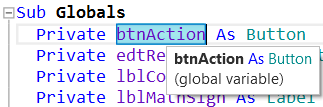 Sub Globals
Private btnAction As Button
Private edtRe
btnAction As Button
(global variable)
Private lblCo
Private lblMathSign As Label